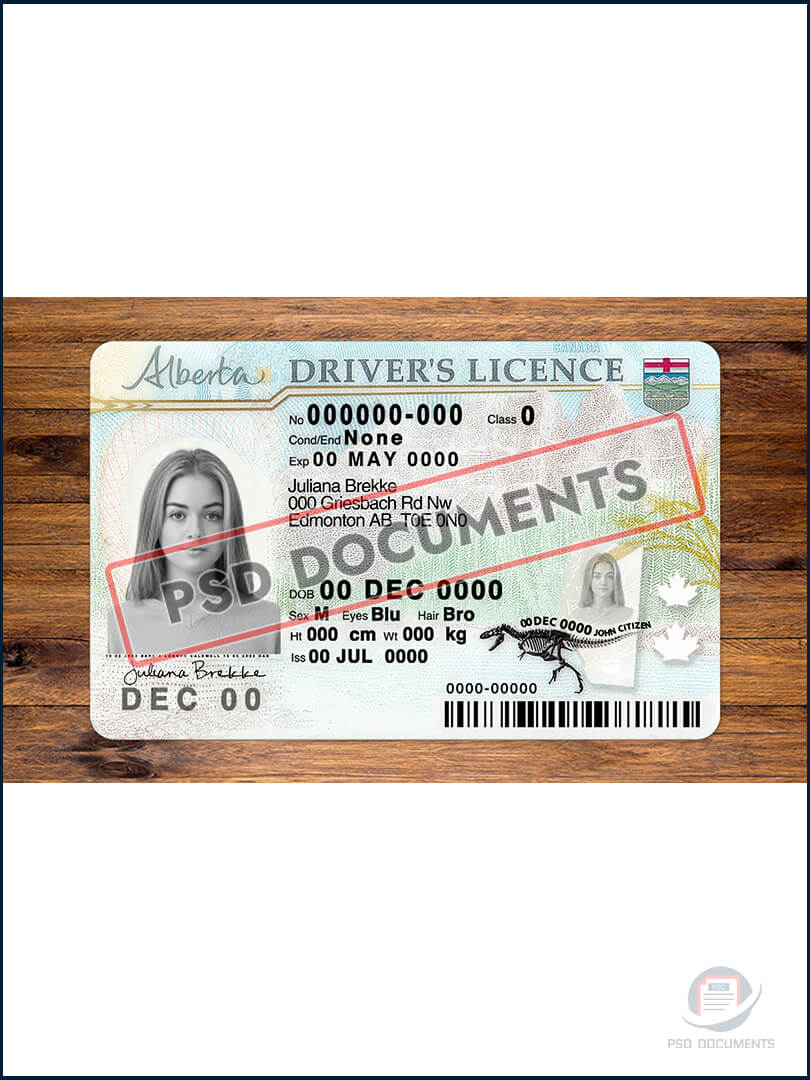 CANADA
Alberta DRIVER'S LICENCE
No 000000-000 Class 0
Cond/End None
Exp 00 MAY 0000
Juliana Brekke
000 Griesbach Rd Nw
Edmonton AB T0E 0N0
PSD DOCUMENTS
DOB 00 DEC 0000
Sex M Eyes Blu Hair Bro
Ht 000 cm Wt 000 kg
Iss 00 JUL 0000
00 DEC 0000 JOHN CITIZEN
Juliana Brekke
DEC 00
0000-00000
PSD
PSD DOCUMENTS